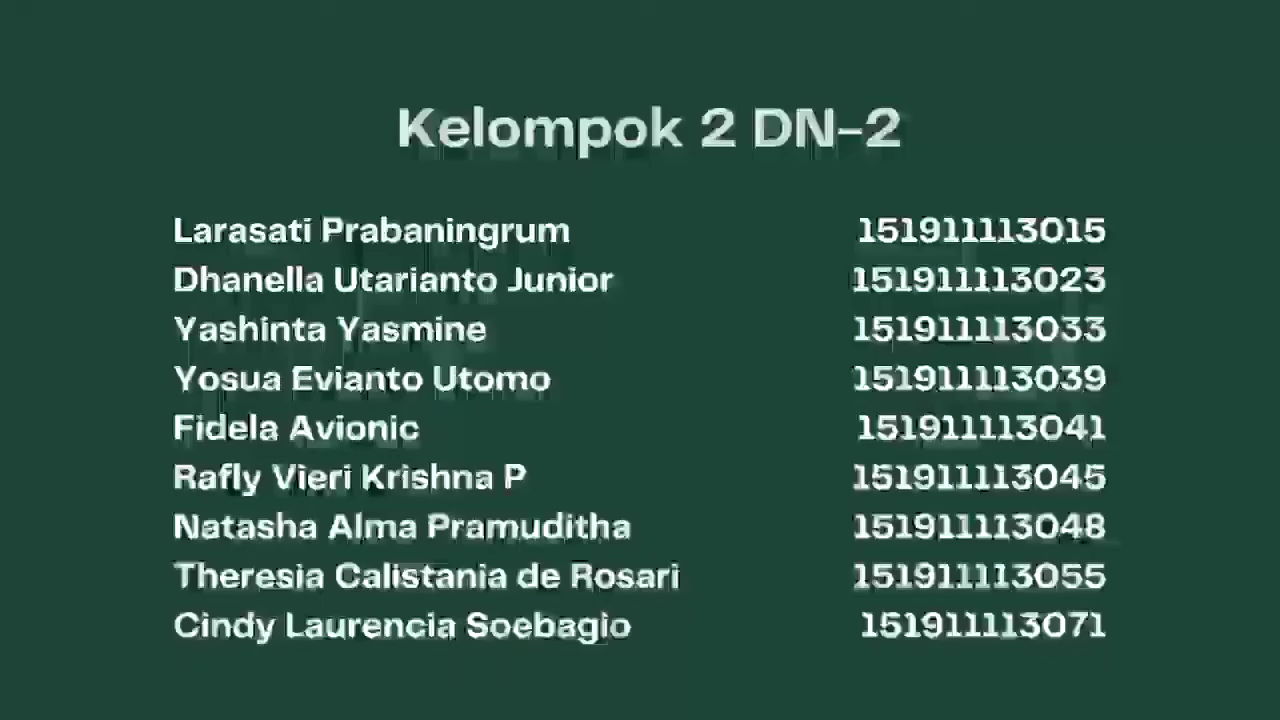 Kelompok 2 DN-2
Larasati Prabaningrum 151911113015
Dhanella Utarianto Junior 151911113023
Yashinta Yasmine 151911113033
Yosua Evianto Utomo 151911113039
Fidela Avionic 151911113041
Rafly Vieri Krishna P 151911113045
Natasha Alma Pramuditha 151911113048
Theresia Calistania de Rosari 151911113055
Cindy Laurencia Soebagio 151911113071